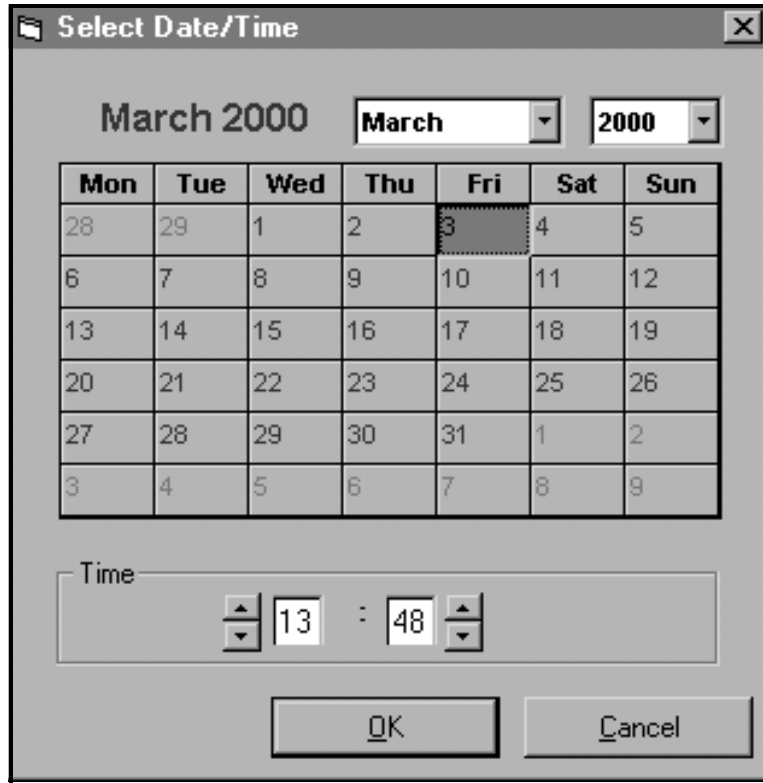 Select Date/Time
March 2000 March 2000
Mon Tue Wed Thu Fri Sat Sun
28 29 1 2 3 4 5
6 7 8 9 10 11 12
13 14 15 16 17 18 19
20 21 22 23 24 25 26
27 28 29 30 31 1 2
3 4 5 6 7 8 9
Time
13 : 48
OK Cancel